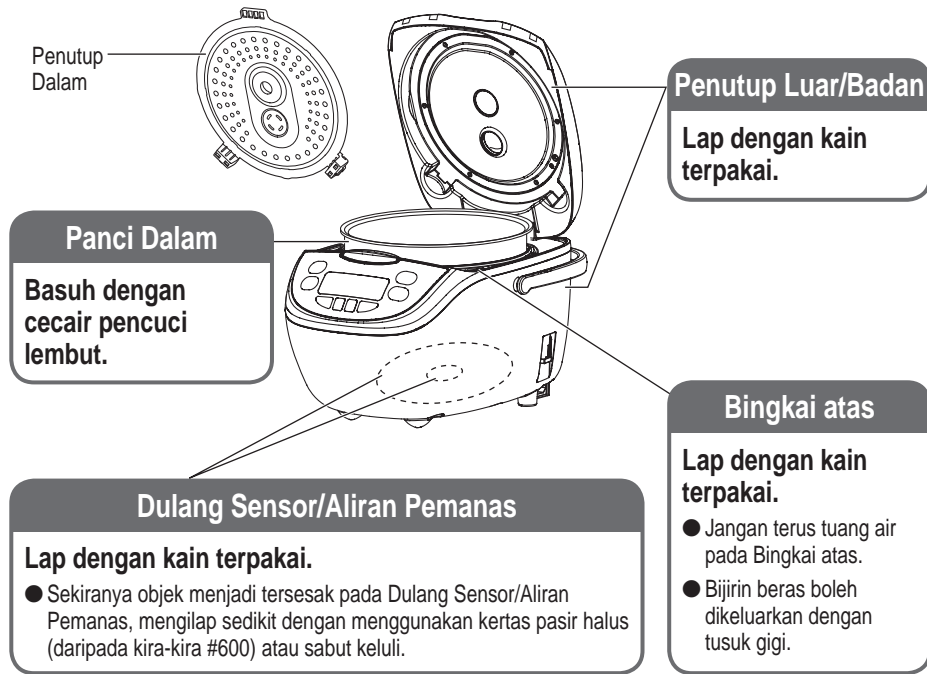 Penutup
Dalam
Penutup Luar/Badan
Lap dengan kain
terpakai.
Panci Dalam
Basuh dengan
cecair pencuci
lembut.
Bingkai atas
Lap dengan kain
terpakai.
● Jangan terus tuang air
pada Bingkai atas.
● Bijirin beras boleh
dikeluarkan dengan
tusuk gigi.
Dulang Sensor/Aliran Pemanas
Lap dengan kain terpakai.
● Sekiranya objek menjadi tersesak pada Dulang Sensor/Aliran
Pemanas, mengilap sedikit dengan menggunakan kertas pasir halus
(daripada kira-kira #600) atau sabut keluli.